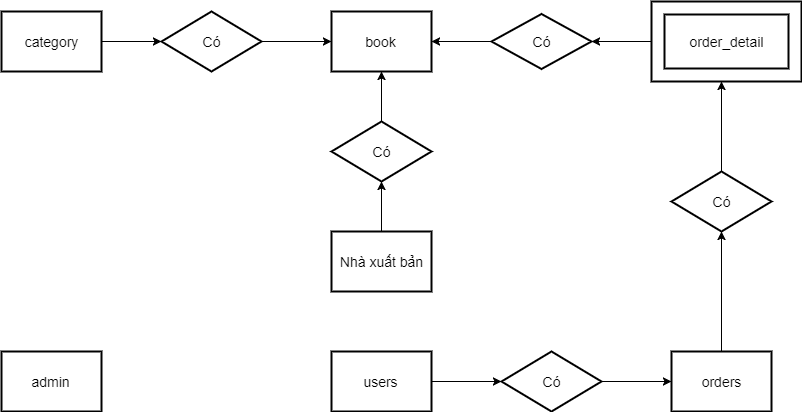 category
Có
book
Có
order_detail
Có
Có
Nhà xuất bản
admin
users
Có
orders